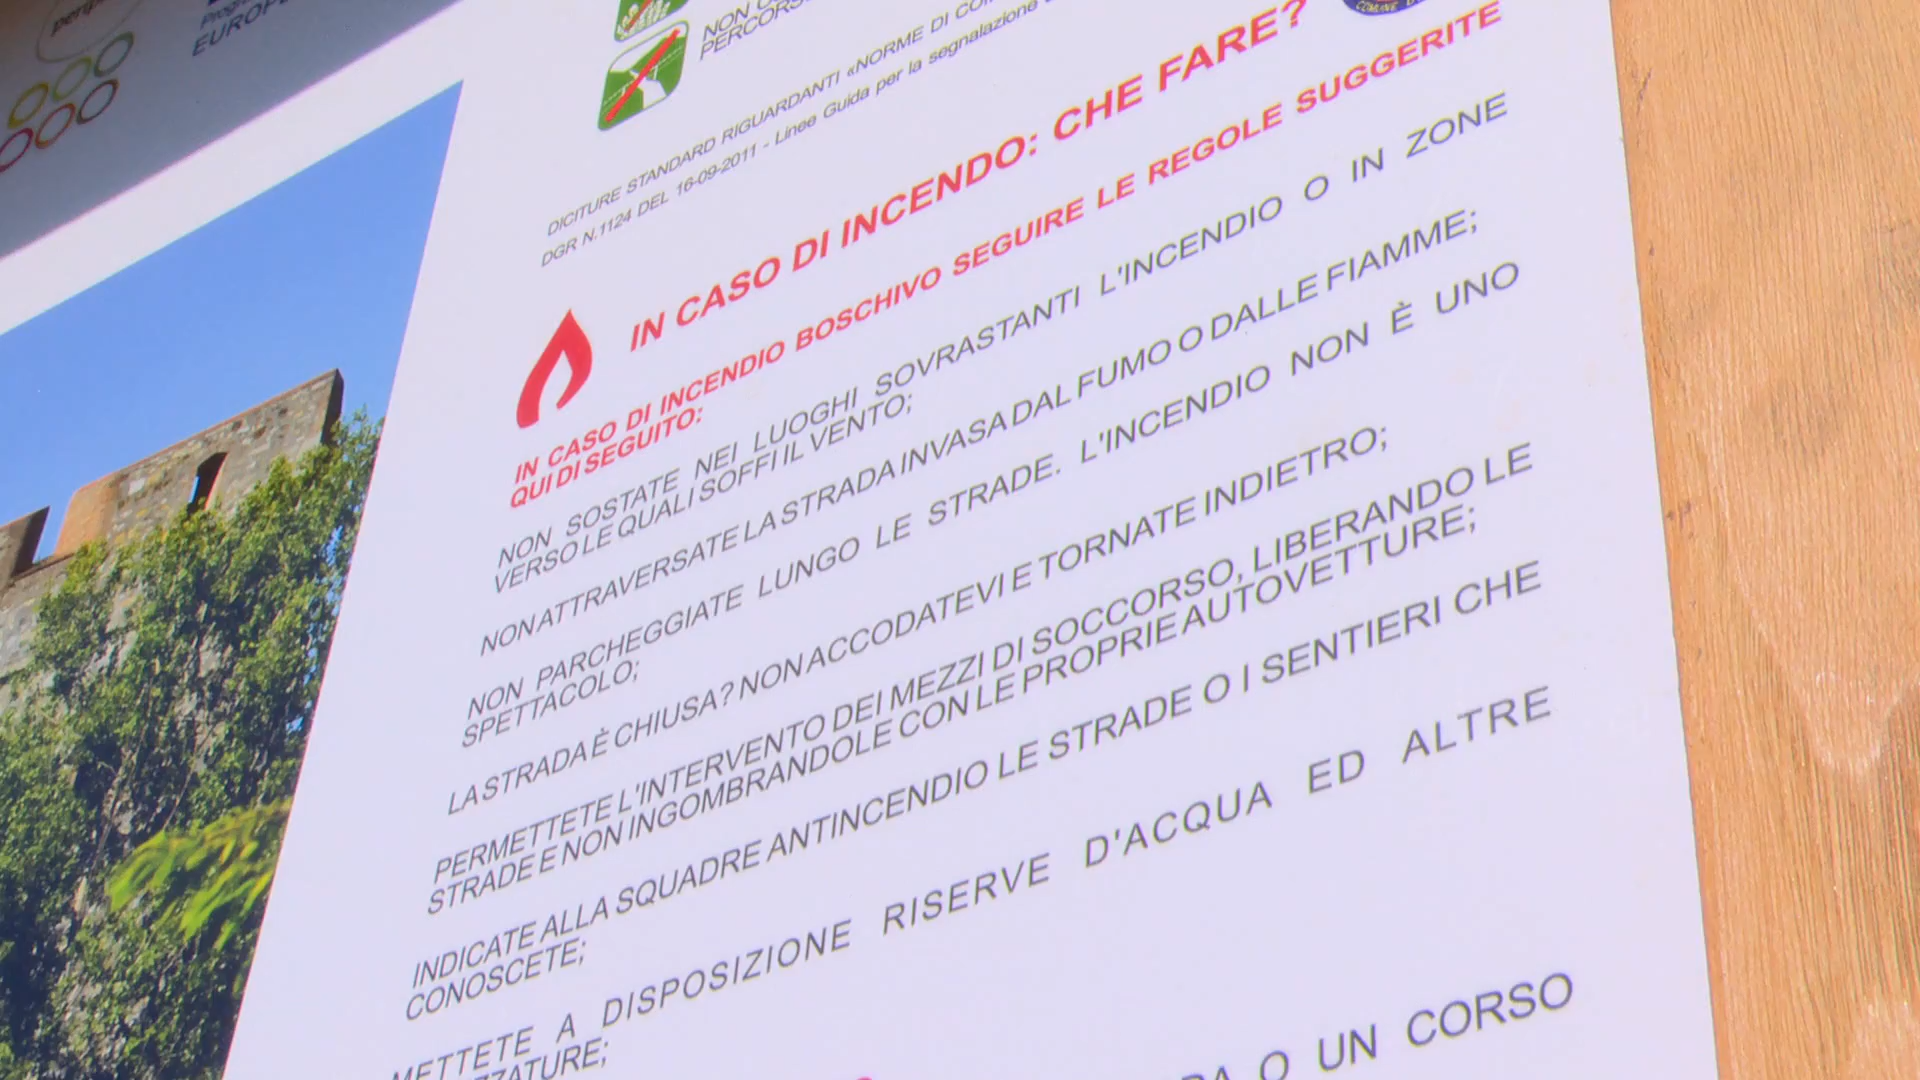 EUROP
NON
PERCORS
COMUNE D
DICITURE STANDARD RIGUARDANTI «NORME DI COM
DGR N.1124 DEL 16-09-2011 - Linee Guida per la segnalazione
IN CASO DI INCENDO: CHE FARE?
IN CASO DI INCENDIO BOSCHIVO SEGUIRE LE REGOLE SUGGERITE
QUI DI SEGUITO:
NON SOSTATE NEI LUOGHI SOVRASTANTI L'INCENDIO O IN ZONE
VERSO LE QUALI SOFFI IL VENTO;
NON ATTRAVERSATE LA STRADA INVASA DAL FUMO O DALLE FIAMME;
NON PARCHEGGIATE LUNGO LE STRADE. L'INCENDIO NON È UNO
SPETTACOLO;
LA STRADA È CHIUSA? NON ACCODATEVI E TORNATE INDIETRO;
PERMETTETE L'INTERVENTO DEI MEZZI DI SOCCORSO, LIBERANDO LE
STRADE E NON INGOMBRANDOLE CON LE PROPRIE AUTOVETTURE;
INDICATE ALLA SQUADRE ANTINCENDIO LE STRADE O I SENTIERI CHE
CONOSCETE;
METTETE A DISPOSIZIONE RISERVE D'ACQUA ED ALTRE
ZATURE;
O UN CORSO